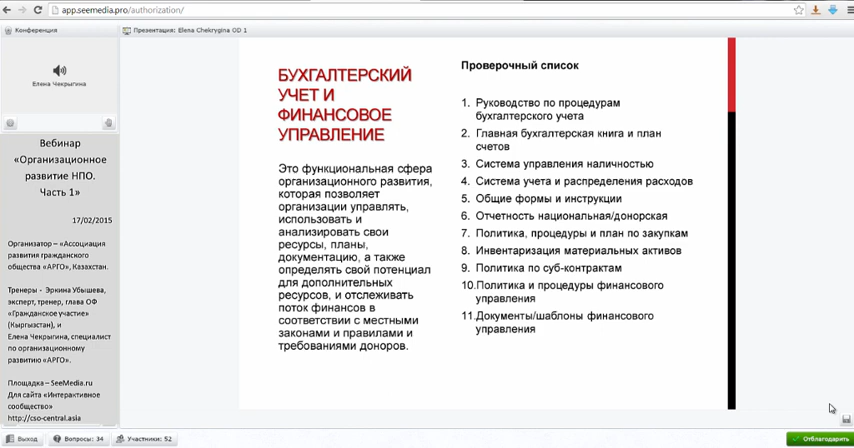 app.seemedia.pro/authorization/
Конференция
Презентация: Elena Chekrygina OD 1
Елена Чекрыгина
Вебинар
«Организационное
развитие НПО.
Часть 1»
17/02/2015
Организатор – «Ассоциация
развития гражданского
общества «АРГО», Казахстан.
Тренеры - Эркина Убышева,
эксперт, тренер, глава ОФ
«Гражданское участие»
(Кыргызстан), и
Елена Чекрыгина, специалист
по организационному
развитию «АРГО».
Площадка – SeeMedia.ru
Для сайта «Интерактивное
сообщество»
http://cso-central.asia
БУХГАЛТЕРСКИЙ
УЧЕТ И
ФИНАНСОВОЕ
УПРАВЛЕНИЕ
Это функциональная сфера
организационного развития,
которая позволяет
организации управлять,
использовать и
анализировать свои
ресурсы, планы,
документацию, а также
определять свой потенциал
для дополнительных
ресурсов, и отслеживать
поток финансов в
соответствии с местными
законами и правилами и
требованиями доноров.
Проверочный список
1. Руководство по процедурам
бухгалтерского учета
2. Главная бухгалтерская книга и план
счетов
3. Система управления наличностью
4. Система учета и распределения расходов
5. Общие формы и инструкции
6. Отчетность национальная/донорская
7. Политика, процедуры и план по закупкам
8. Инвентаризация материальных активов
9. Политика по суб-контрактам
10.Политика и процедуры финансового
управления
11.Документы/шаблоны финансового
управления
Выход
Вопросы: 34
Участники: 52
Отблагодарить